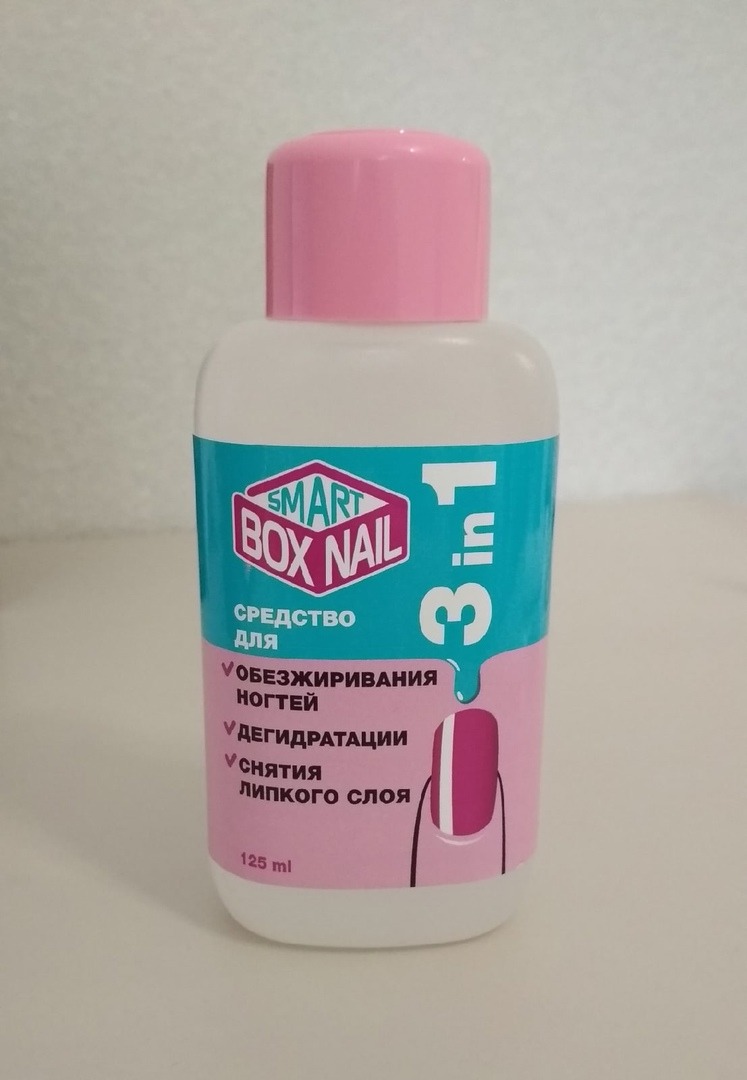 SMART
BOX NAIL
3 in 1
СРЕДСТВО
ДЛЯ
ОБЕЗЖИРИВАНИЯ
НОГТЕЙ
ДЕГИДРАТАЦИИ
СНЯТИЯ
ЛИПКОГО СЛОЯ
125 ml